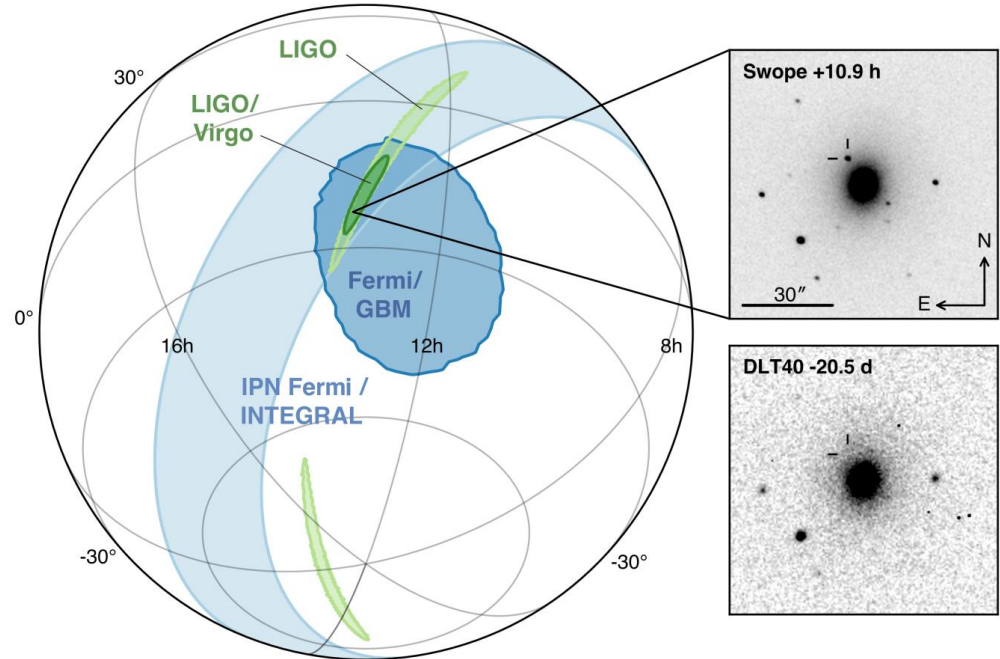 LIGO
30°
LIGO/
Virgo
Fermi/
GBM
0°
16h
12h
8h
IPN Fermi /
INTEGRAL
-30°
-30°
Swope +10.9 h
N
30″
E
DLT40 -20.5 d